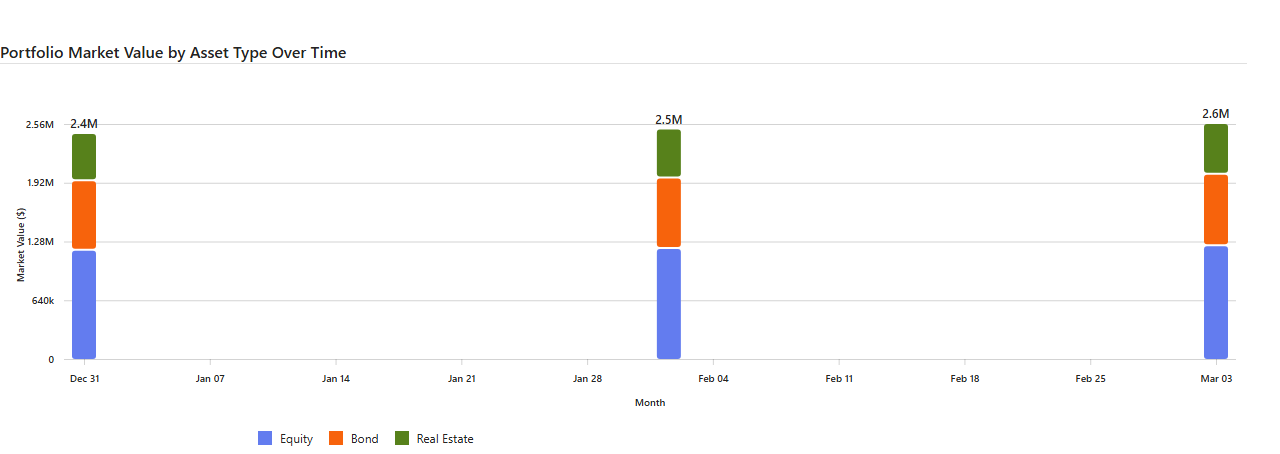 Portfolio Market Value by Asset Type Over Time
2.4M
2.5M
2.6M
2.56M
1.92M
1.28M
640k
0
Market Value ($)
Dec 31 Jan 07 Jan 14 Jan 21 Jan 28 Feb 04 Feb 11 Feb 18 Feb 25 Mar 03
Month
Equity Bond Real Estate